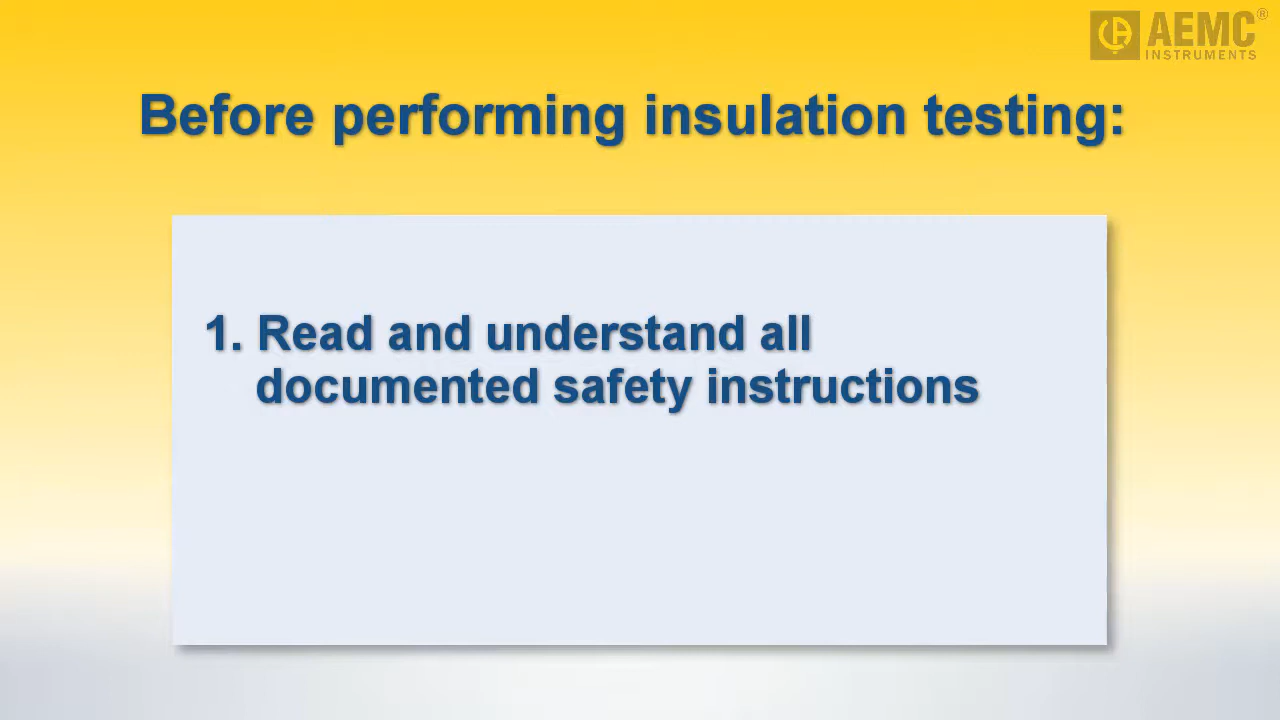 AEMC®
INSTRUMENTS
Before performing insulation testing:
1. Read and understand all
documented safety instructions